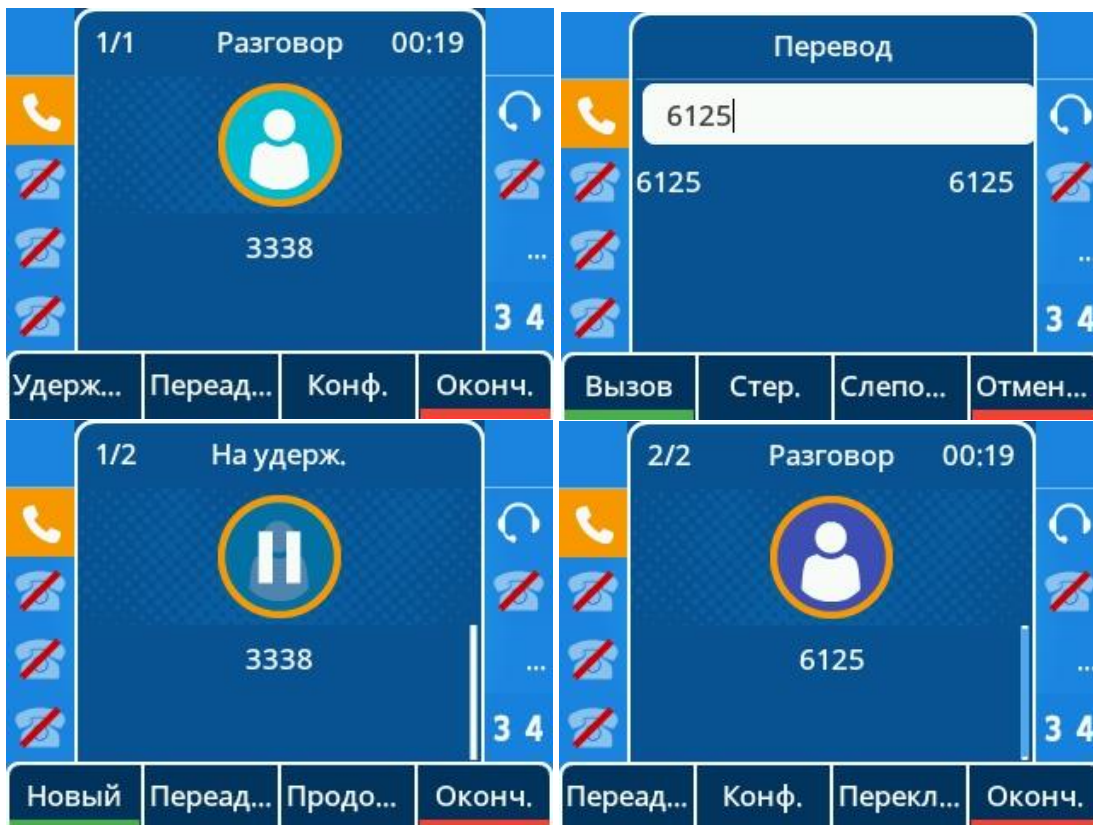 1/1 Разговор 00:19
3338
...
3 4
Удерж... Переад... Конф. Оконч.
Перевод
6125
6125 6125
..
3 4
Вызов Стер. Слепо... Отмен...
1/2 На удерж.
3338
...
3 4
Новый Переад... Продо... Оконч.
2/2 Разговор 00:19
6125
..
3 4
Переад... Конф. Перекл... Оконч.